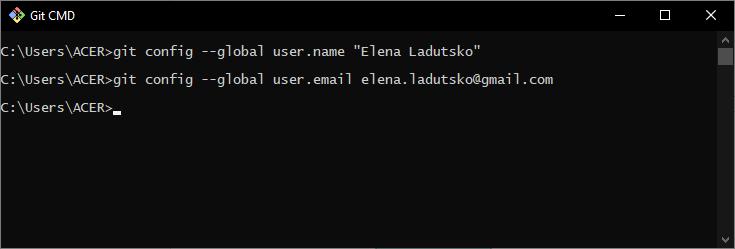 Git CMD
C:\Users\ACER>git config --global user.name "Elena Ladutsko"
C:\Users\ACER>git config --global user.email elena.ladutsko@gmail.com
C:\Users\ACER>